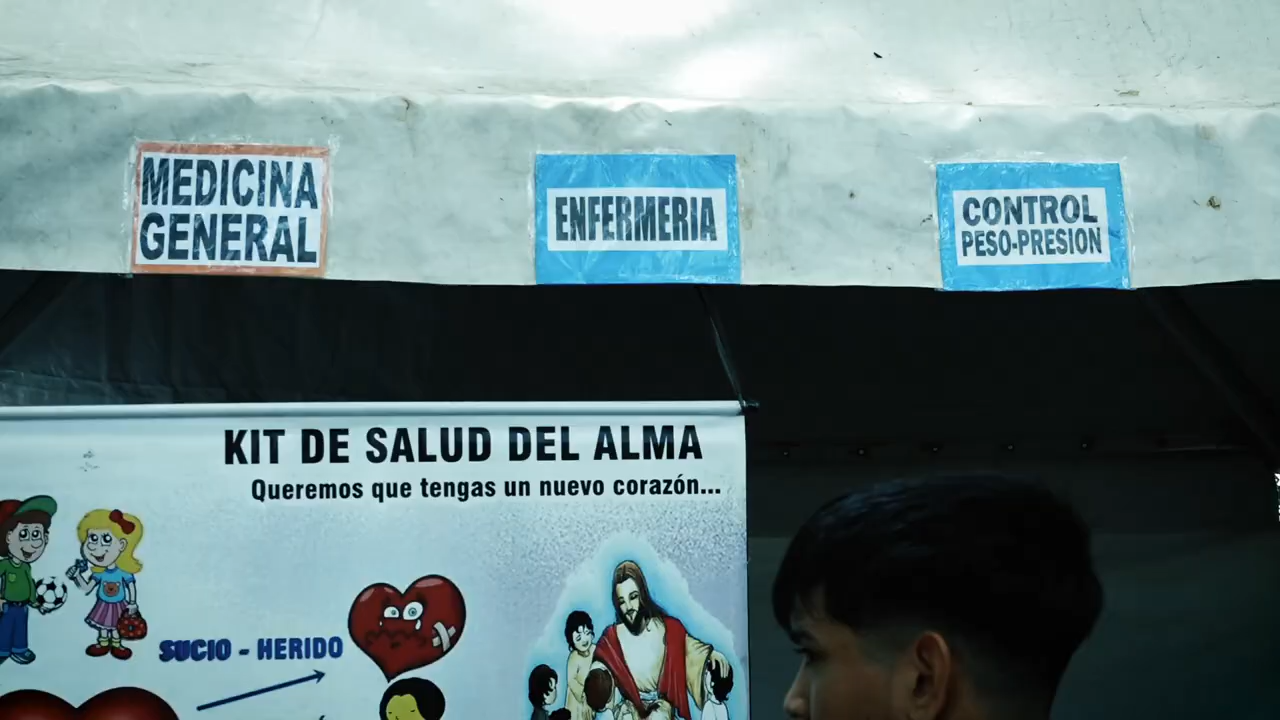 MEDICINA
GENERAL
ENFERMERIA
CONTROL
PESO-PRESION
KIT DE SALUD DEL ALMA
Queremos que tengas un nuevo corazón...
SUCIO - HERIDO